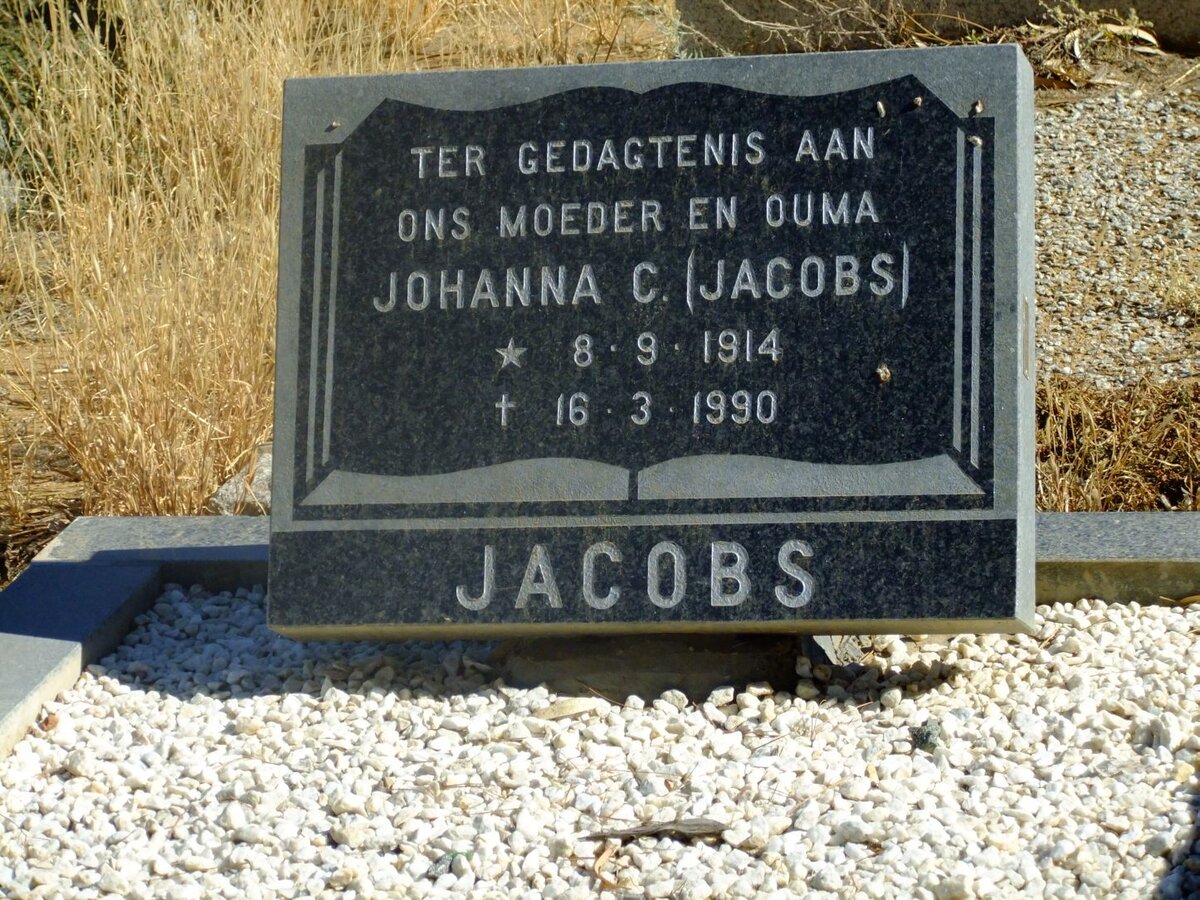 TER GEDAGTENIS AAN
ONS MOEDER EN OUMA
JOHANNA C. (JACOBS)
★ 8·9·1914
✝ 16·3·1990
JACOBS